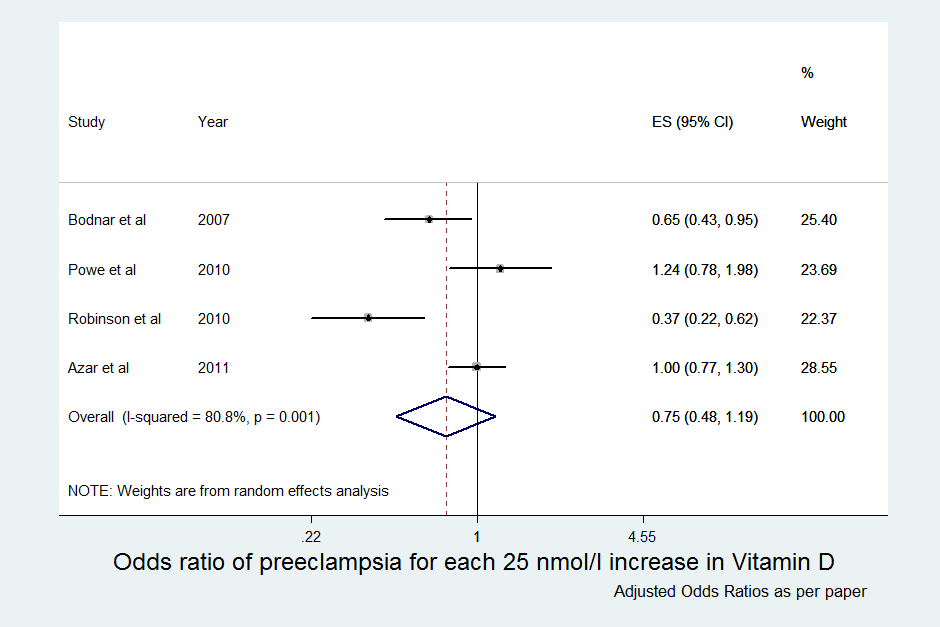 %
Study Year ES (95% CI) Weight
Bodnar et al 2007 0.65 (0.43, 0.95) 25.40
Powe et al 2010 1.24 (0.78, 1.98) 23.69
Robinson et al 2010 0.37 (0.22, 0.62) 22.37
Azar et al 2011 1.00 (0.77, 1.30) 28.55
Overall (I-squared = 80.8%, p = 0.001) 0.75 (0.48, 1.19) 100.00
NOTE: Weights are from random effects analysis
.22 1 4.55
Odds ratio of preeclampsia for each 25 nmol/l increase in Vitamin D
Adjusted Odds Ratios as per paper